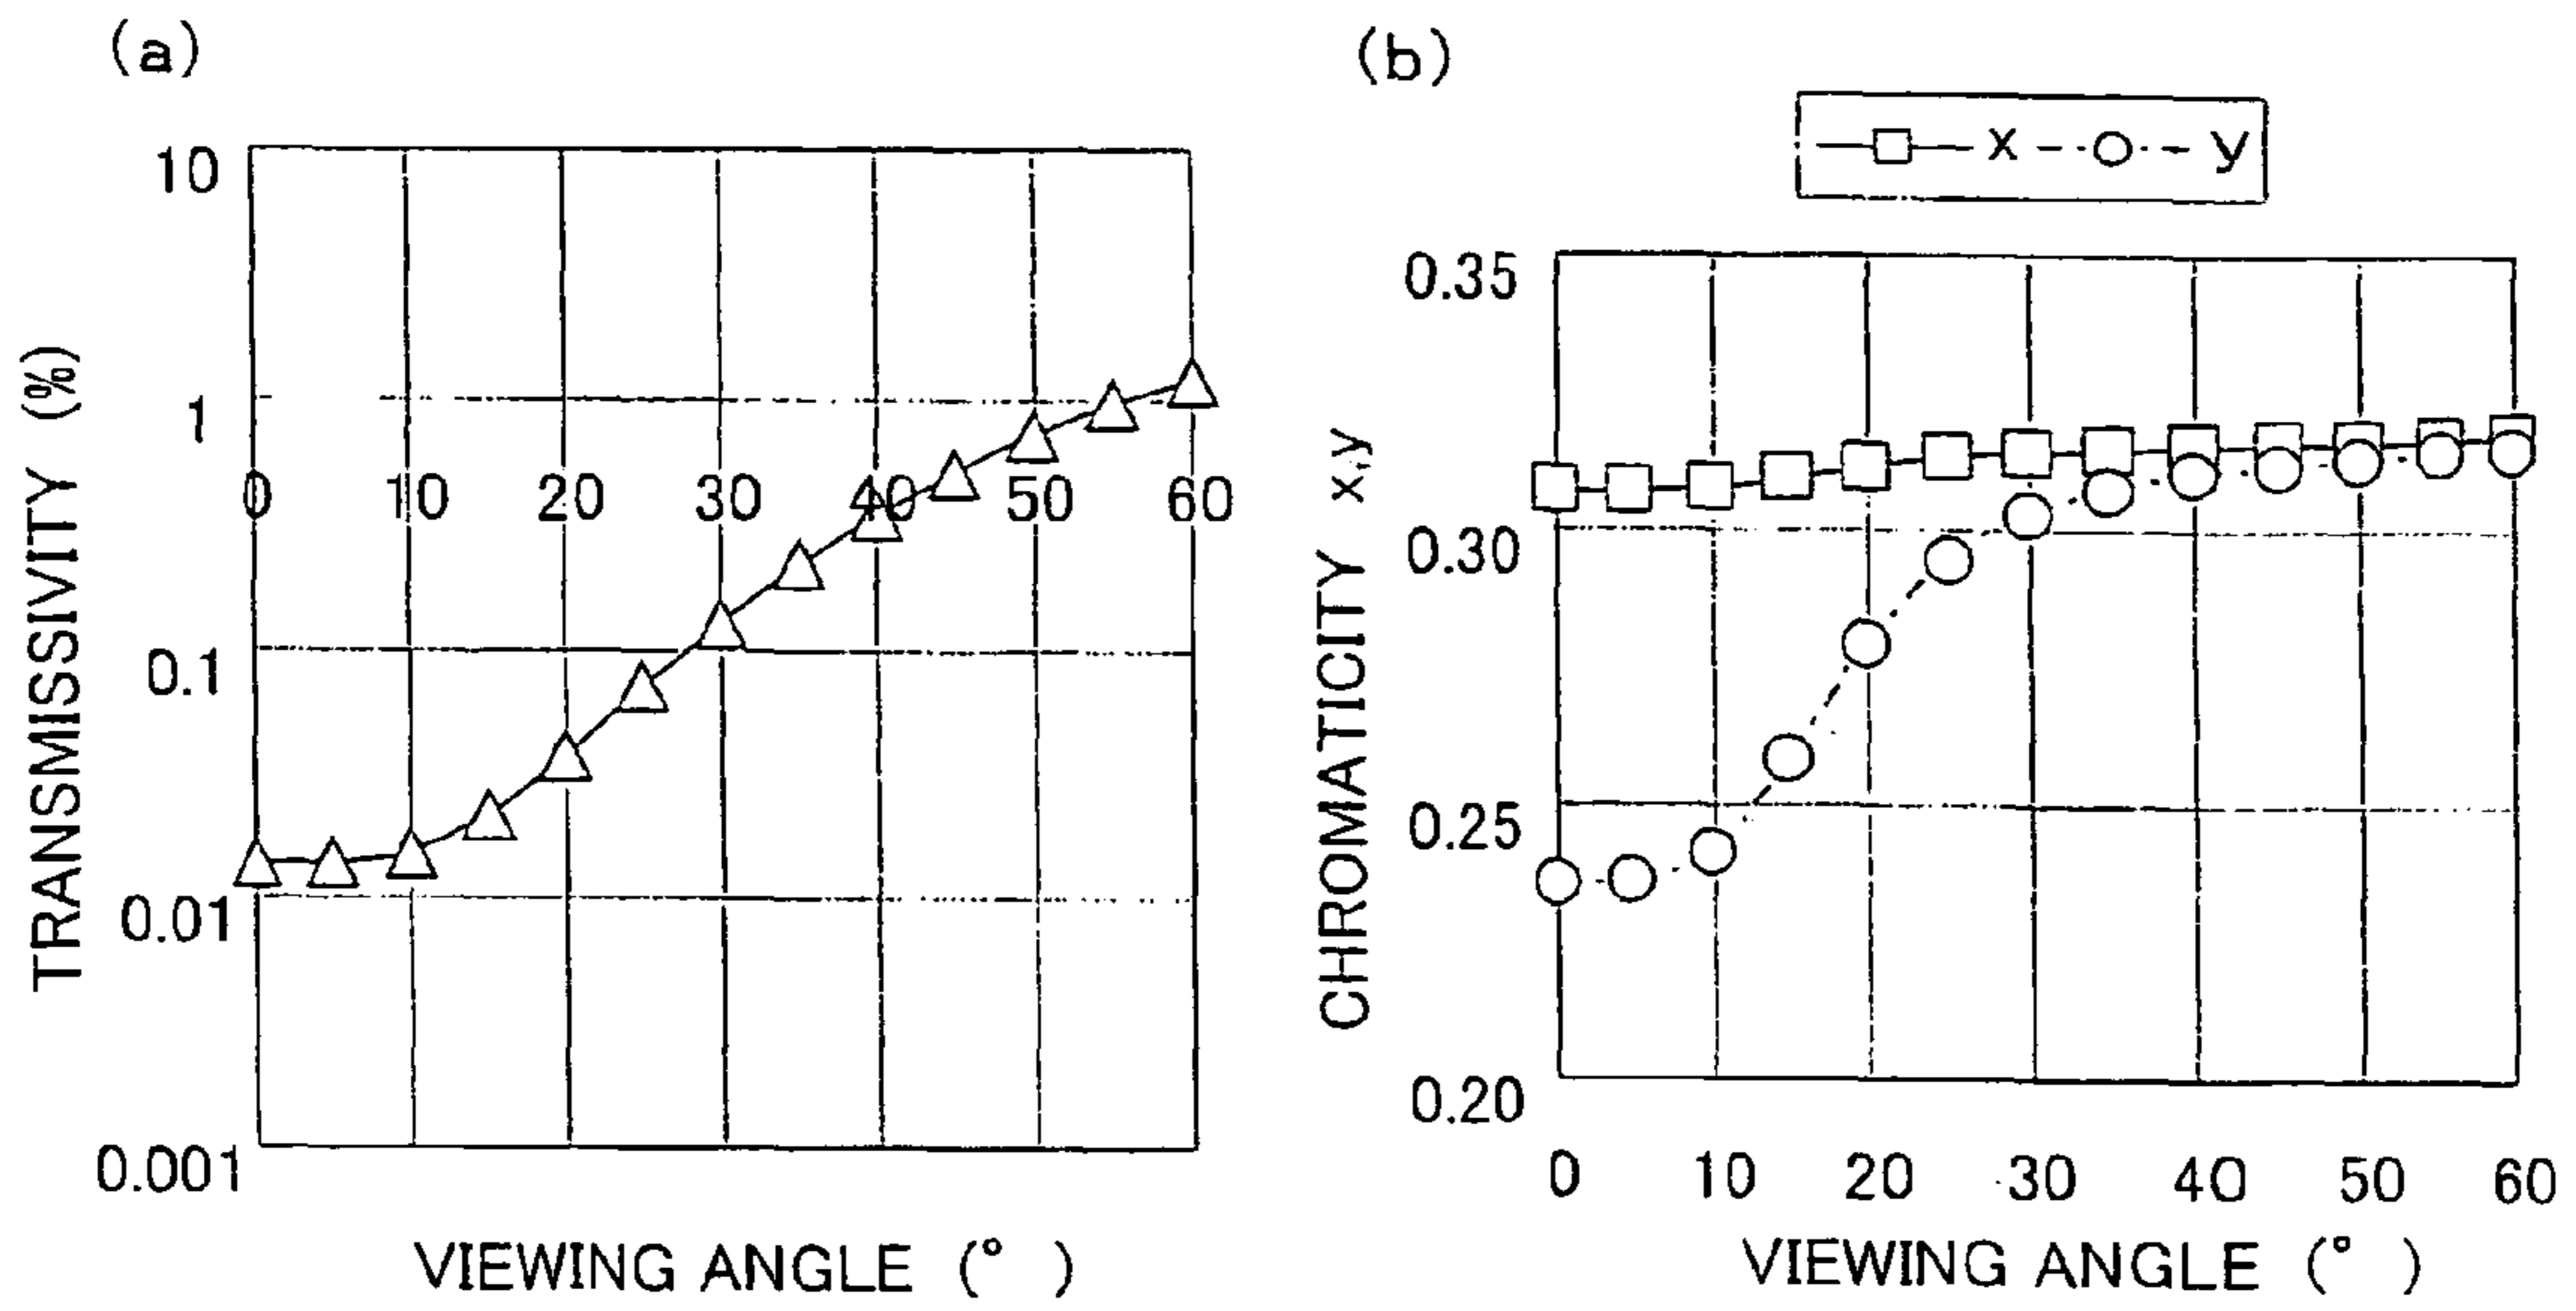 (a)
TRANSMISSIVITY (%)
10
1
0.1
0.01
0.001
0 10 20 30 40 50 60
VIEWING ANGLE (° )
(b)
x y
CHROMATICITY x,y
0.35
0.30
0.25
0.20
0 10 20 30 40 50 60
VIEWING ANGLE (° )